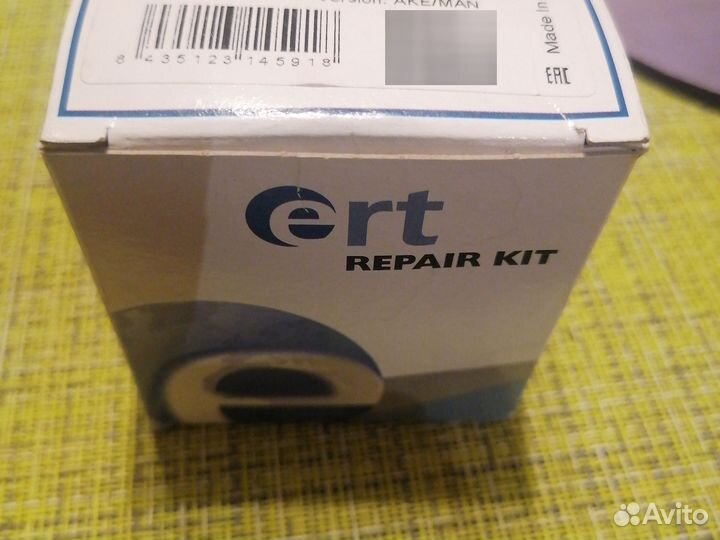 Version: AKE/MAN
8 435123 145918
Made In
EAC
ert
REPAIR KIT
Avito